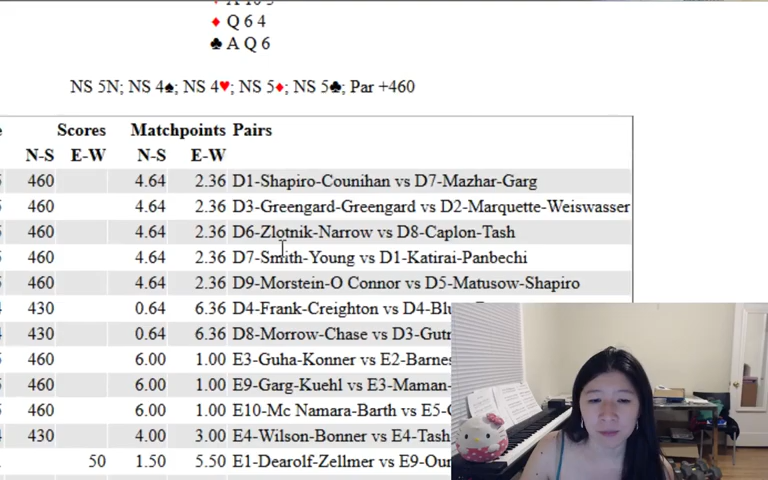 ♦ Q 6 4
♣ A Q 6
NS 5N; NS 4♠; NS 4♥; NS 5♦; NS 5♣; Par +460
Scores Matchpoints Pairs
N-S E-W N-S E-W
460 4.64 2.36 D1-Shapiro-Counihan vs D7-Mazhar-Garg
460 4.64 2.36 D3-Greengard-Greengard vs D2-Marquette-Weiswasser
460 4.64 2.36 D6-Zlotnik-Narrow vs D8-Caplon-Tash
460 4.64 2.36 D7-Smith-Young vs D1-Katirai-Panbechi
460 4.64 2.36 D9-Morstein-O Connor vs D5-Matusow-Shapiro
430 0.64 6.36 D4-Frank-Creighton vs
430 0.64 6.36 D8-Morrow-Chase vs
460 6.00 1.00 E3-Guha-Konner vs
460 6.00 1.00 E9-Garg-Kuehl vs E3-Maman-
460 6.00 1.00 E10-Mc Namara-Barth vs
430 4.00 3.00 E4-Wilson-Bonner vs E4-Tash
50 1.50 5.50 E1-Dearolf-Zellmer vs